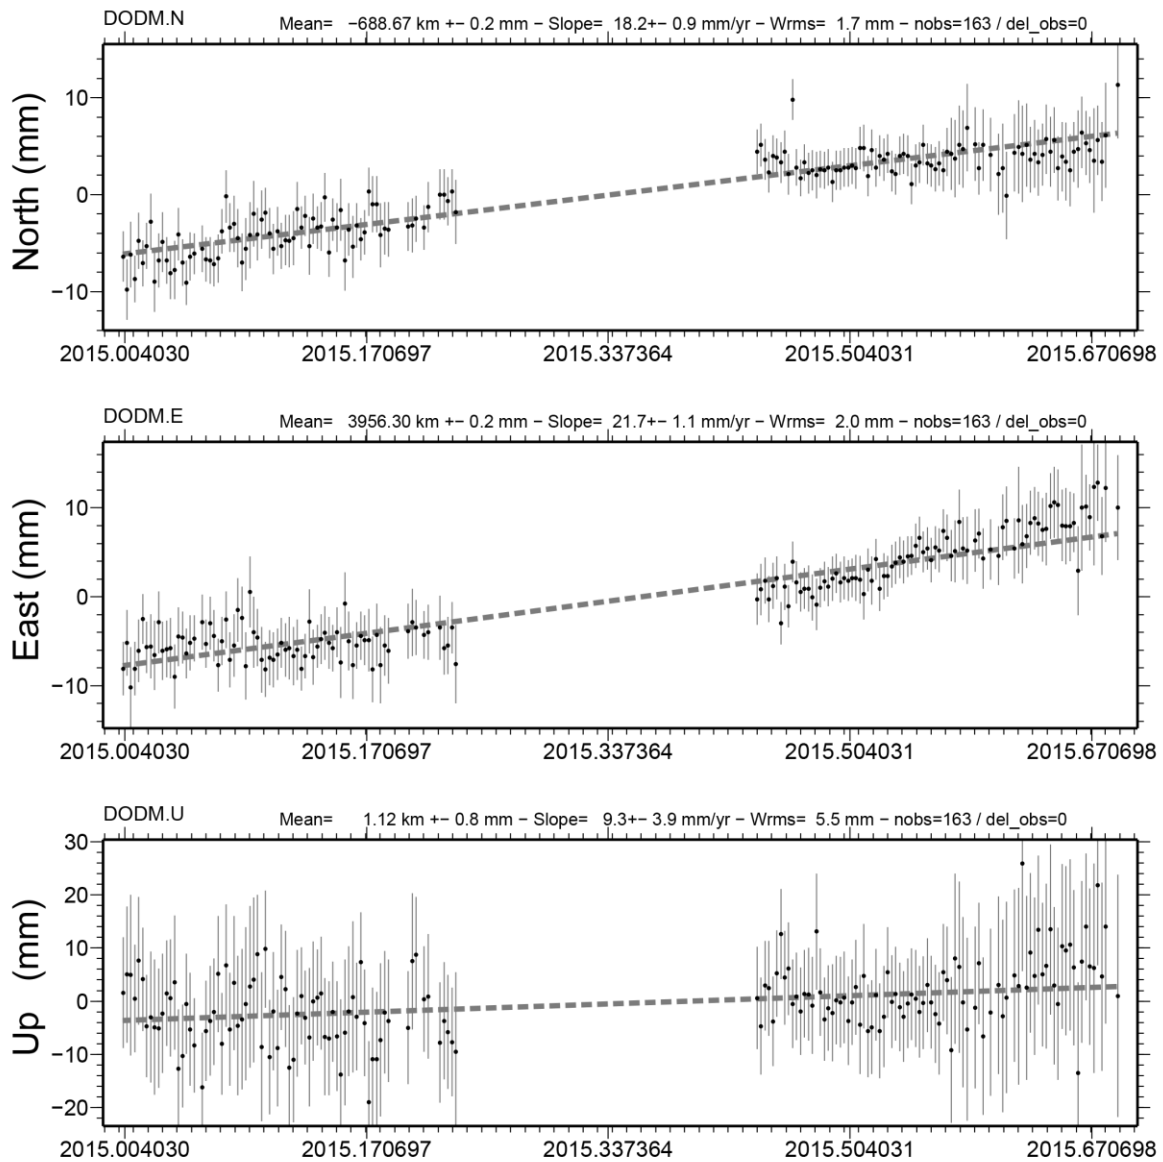 DODM.N Mean= −688.67 km +− 0.2 mm − Slope= 18.2+− 0.9 mm/yr − Wrms= 1.7 mm − nobs=163 / del_obs=0
North (mm)
10
0
−10
2015.004030 2015.170697 2015.337364 2015.504031 2015.670698
DODM.E Mean= 3956.30 km +− 0.2 mm − Slope= 21.7+− 1.1 mm/yr − Wrms= 2.0 mm − nobs=163 / del_obs=0
East (mm)
10
0
−10
2015.004030 2015.170697 2015.337364 2015.504031 2015.670698
DODM.U Mean= 1.12 km +− 0.8 mm − Slope= 9.3+− 3.9 mm/yr − Wrms= 5.5 mm − nobs=163 / del_obs=0
Up (mm)
30
20
10
0
−10
−20
2015.004030 2015.170697 2015.337364 2015.504031 2015.670698